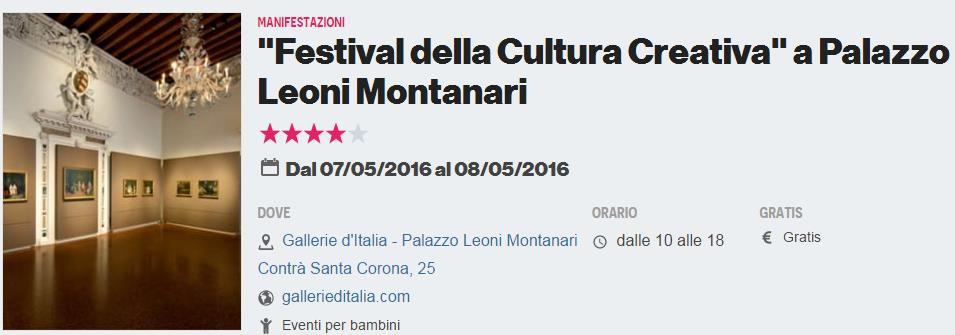 MANIFESTAZIONI
"Festival della Cultura Creativa" a Palazzo
Leoni Montanari
Dal 07/05/2016 al 08/05/2016
DOVE
Gallerie d'Italia - Palazzo Leoni Montanari
Contrà Santa Corona, 25
gallerieditalia.com
Eventi per bambini
ORARIO
dalle 10 alle 18
GRATIS
€ Gratis